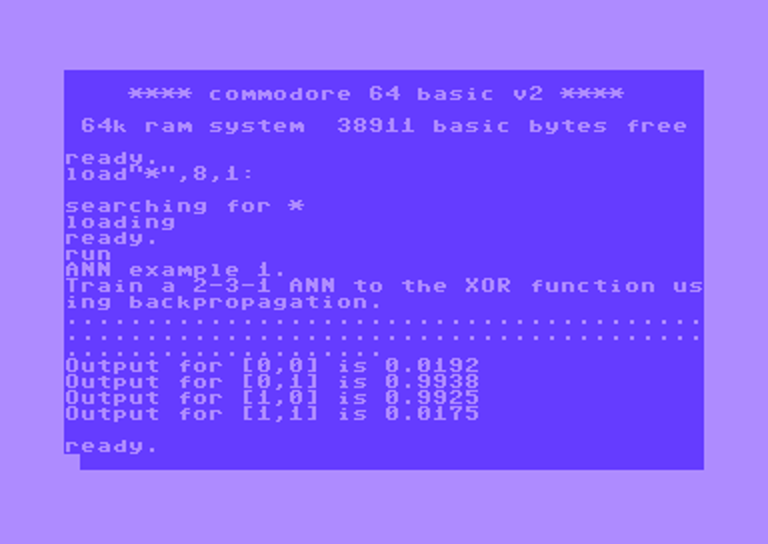 **** commodore 64 basic v2 ****
64k ram system  38911 basic bytes free
ready.
load"*",8,1:
searching for *
loading
ready.
run
ANN example 1.
Train a 2-3-1 ANN to the XOR function us
ing backpropagation.
........................................
........................................
....................
Output for [0,0] is 0.0192
Output for [0,1] is 0.9938
Output for [1,0] is 0.9925
Output for [1,1] is 0.0175
ready.